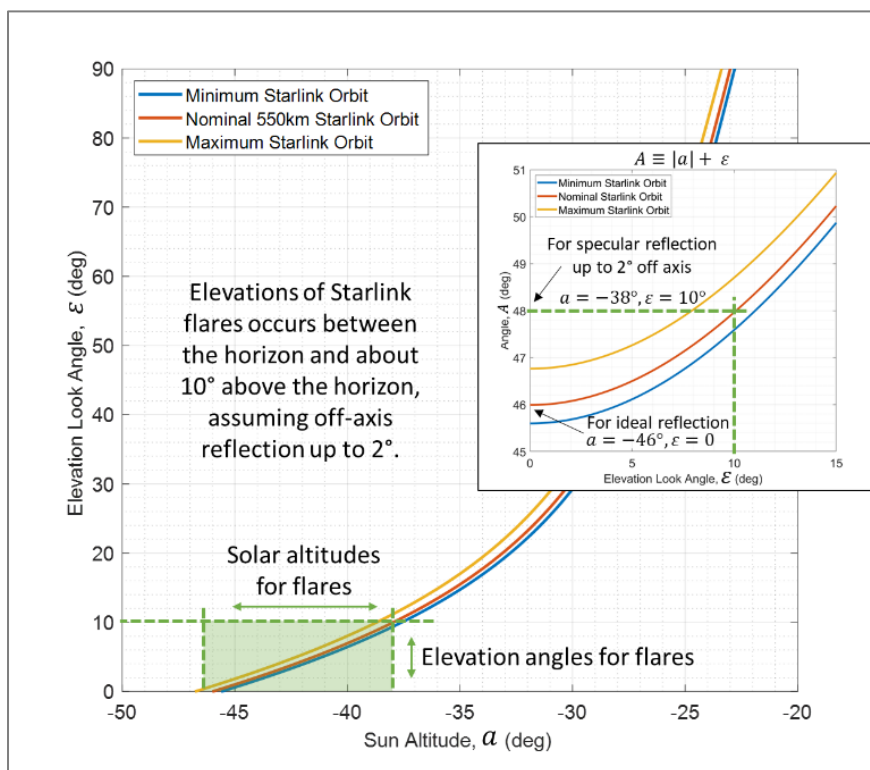 90
80
70
60
50
40
30
20
10
0
Elevation Look Angle, ε (deg)
Minimum Starlink Orbit
Nominal 550km Starlink Orbit
Maximum Starlink Orbit
Elevations of Starlink
flares occurs between
the horizon and about
10° above the horizon,
assuming off-axis
reflection up to 2°.
Solar altitudes
for flares
Elevation angles for flares
-50 -45 -40 -35 -30 -25 -20
Sun Altitude, a (deg)
A ≡ |a| + ε
51
50
49
48
47
46
45
Angle, A (deg)
Minimum Starlink Orbit
Nominal Starlink Orbit
Maximum Starlink Orbit
For specular reflection
up to 2° off axis
a = −38°, ε = 10°
For ideal reflection
a = −46°, ε = 0
0 5 10 15
Elevation Look Angle, ℰ (deg)